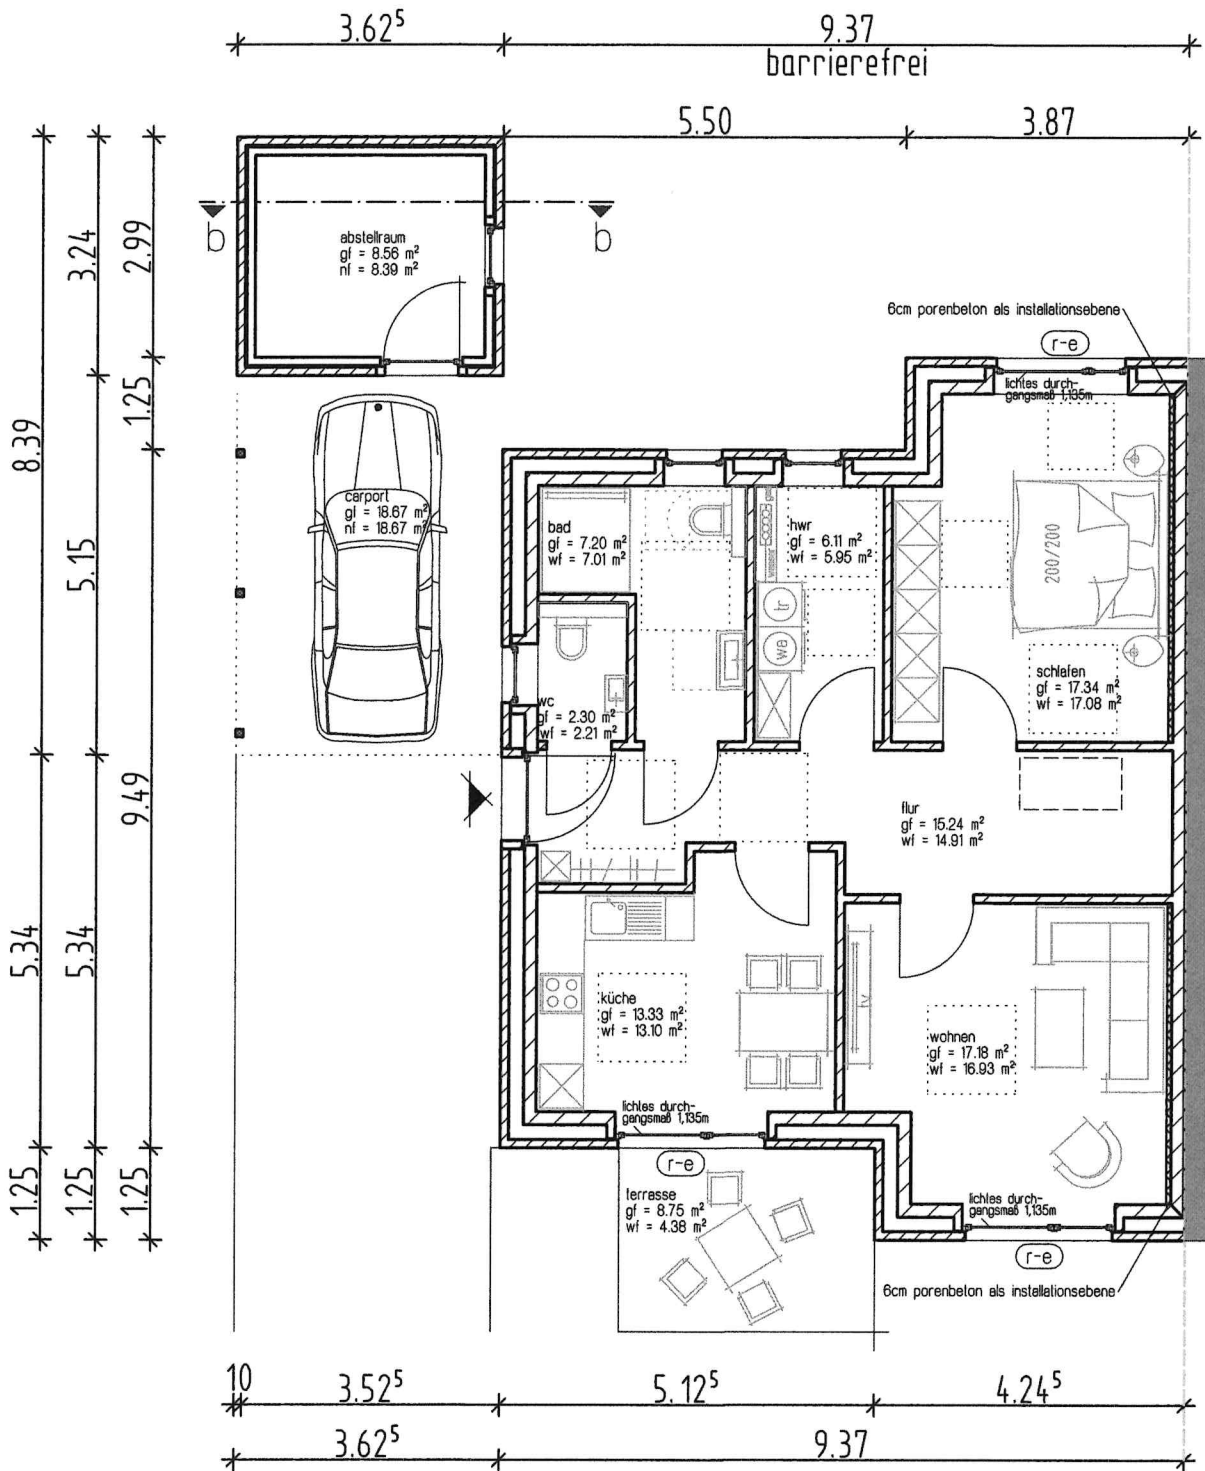 3.62⁵
9.37
barrierefrei
5.50
3.87
8.39
3.24
2.99
1.25
5.15
9.49
5.34
5.34
1.25
1.25
1.25
b
b
abstellraum
gf = 8.56 m²
nf = 8.39 m²
6cm porenbeton als installationsebene
r-e
lichtes durch-
gangsmaß 1,135m
carport
gf = 18.67 m²
nf = 18.67 m²
bad
gf = 7.20 m²
wf = 7.01 m²
hwr
gf = 6.11 m²
wf = 5.95 m²
tr
wa
200/200
schlafen
gf = 17.34 m²
wf = 17.08 m²
wc
gf = 2.30 m²
wf = 2.21 m²
flur
gf = 15.24 m²
wf = 14.91 m²
küche
gf = 13.33 m²
wf = 13.10 m²
tv
wohnen
gf = 17.18 m²
wf = 16.93 m²
lichtes durch-
gangsmaß 1,135m
r-e
terrasse
gf = 8.75 m²
wf = 4.38 m²
lichtes durch-
gangsmaß 1,135m
r-e
6cm porenbeton als installationsebene
10
3.52⁵
5.12⁵
4.24⁵
3.62⁵
9.37